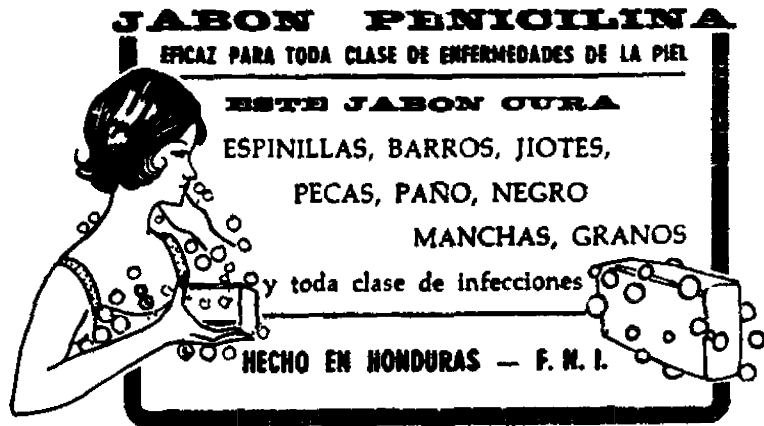 JABON PENICILINA
EFICAZ PARA TODA CLASE DE ENFERMEDADES DE LA PIEL
ESTE JABON CURA
ESPINILLAS, BARROS, JIOTES,
PECAS, PAÑO, NEGRO
MANCHAS, GRANOS
y toda clase de infecciones
HECHO EN HONDURAS — F. N. I.